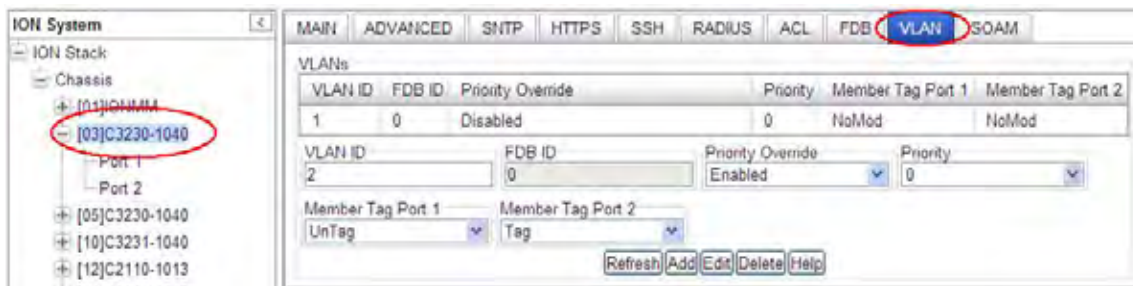 ION System
ION Stack
Chassis
[01]IONMM
[03]C3230-1040
Port 1
Port 2
[05]C3230-1040
[10]C3231-1040
[12]C2110-1013
MAIN ADVANCED SNTP HTTPS SSH RADIUS ACL FDB VLAN SOAM
VLANs
VLAN ID FDB ID Priority Override Priority Member Tag Port 1 Member Tag Port 2
1 0 Disabled 0 NoMod NoMod
VLAN ID FDB ID Priority Override Priority
2 0 Enabled 0
Member Tag Port 1 Member Tag Port 2
UnTag Tag
Refresh Add Edit Delete Help